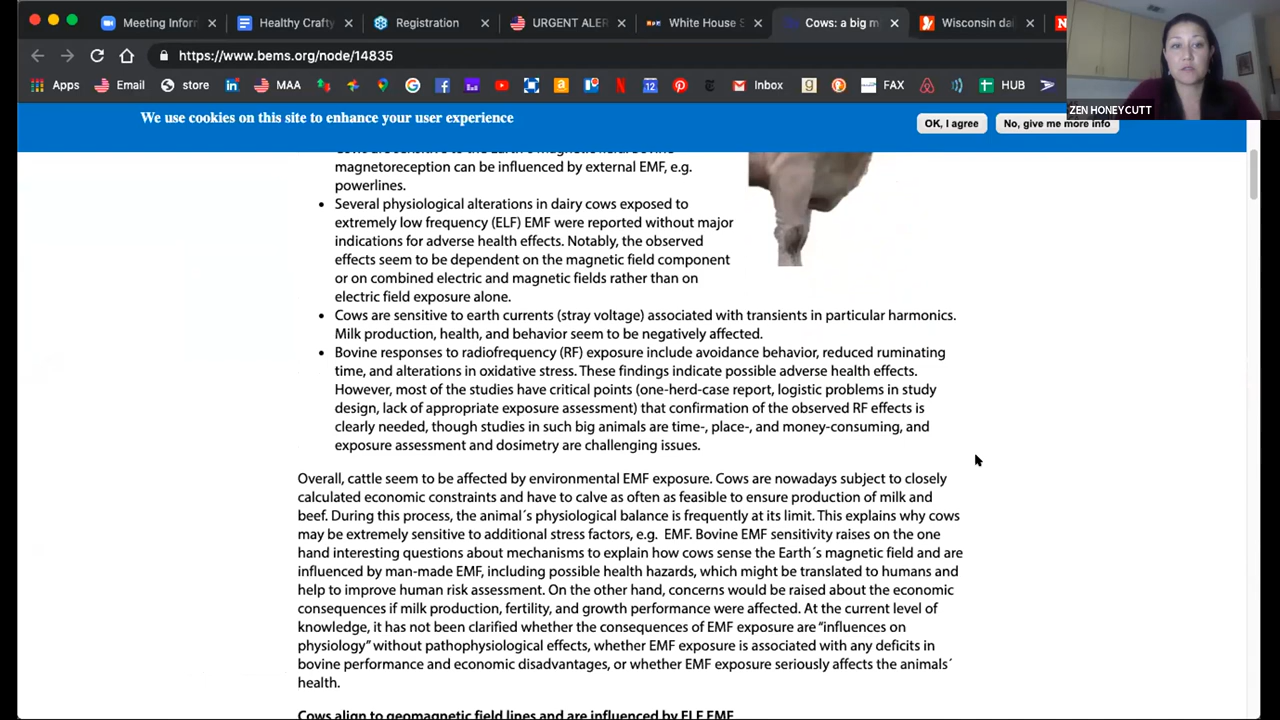 Meeting Infor
Healthy Crafty
Registration
URGENT ALER
White House S
Cows: a big m
Wisconsin dai
https://www.bems.org/node/14835
Apps
Email
store
MAA
12
Inbox
FAX
HUB
ZEN HONEYCUTT
We use cookies on this site to enhance your user experience
OK, I agree
No, give me more info
magnetoreception can be influenced by external EMF, e.g.
powerlines.
Several physiological alterations in dairy cows exposed to
extremely low frequency (ELF) EMF were reported without major
indications for adverse health effects. Notably, the observed
effects seem to be dependent on the magnetic field component
or on combined electric and magnetic fields rather than on
electric field exposure alone.
Cows are sensitive to earth currents (stray voltage) associated with transients in particular harmonics.
Milk production, health, and behavior seem to be negatively affected.
Bovine responses to radiofrequency (RF) exposure include avoidance behavior, reduced ruminating
time, and alterations in oxidative stress. These findings indicate possible adverse health effects.
However, most of the studies have critical points (one-herd-case report, logistic problems in study
design, lack of appropriate exposure assessment) that confirmation of the observed RF effects is
clearly needed, though studies in such big animals are time-, place-, and money-consuming, and
exposure assessment and dosimetry are challenging issues.
Overall, cattle seem to be affected by environmental EMF exposure. Cows are nowadays subject to closely
calculated economic constraints and have to calve as often as feasible to ensure production of milk and
beef. During this process, the animal´s physiological balance is frequently at its limit. This explains why cows
may be extremely sensitive to additional stress factors, e.g. EMF. Bovine EMF sensitivity raises on the one
hand interesting questions about mechanisms to explain how cows sense the Earth´s magnetic field and are
influenced by man-made EMF, including possible health hazards, which might be translated to humans and
help to improve human risk assessment. On the other hand, concerns would be raised about the economic
consequences if milk production, fertility, and growth performance were affected. At the current level of
knowledge, it has not been clarified whether the consequences of EMF exposure are “influences on
physiology” without pathophysiological effects, whether EMF exposure is associated with any deficits in
bovine performance and economic disadvantages, or whether EMF exposure seriously affects the animals´
health.
Cows align to geomagnetic field lines and are influenced by ELF EMF